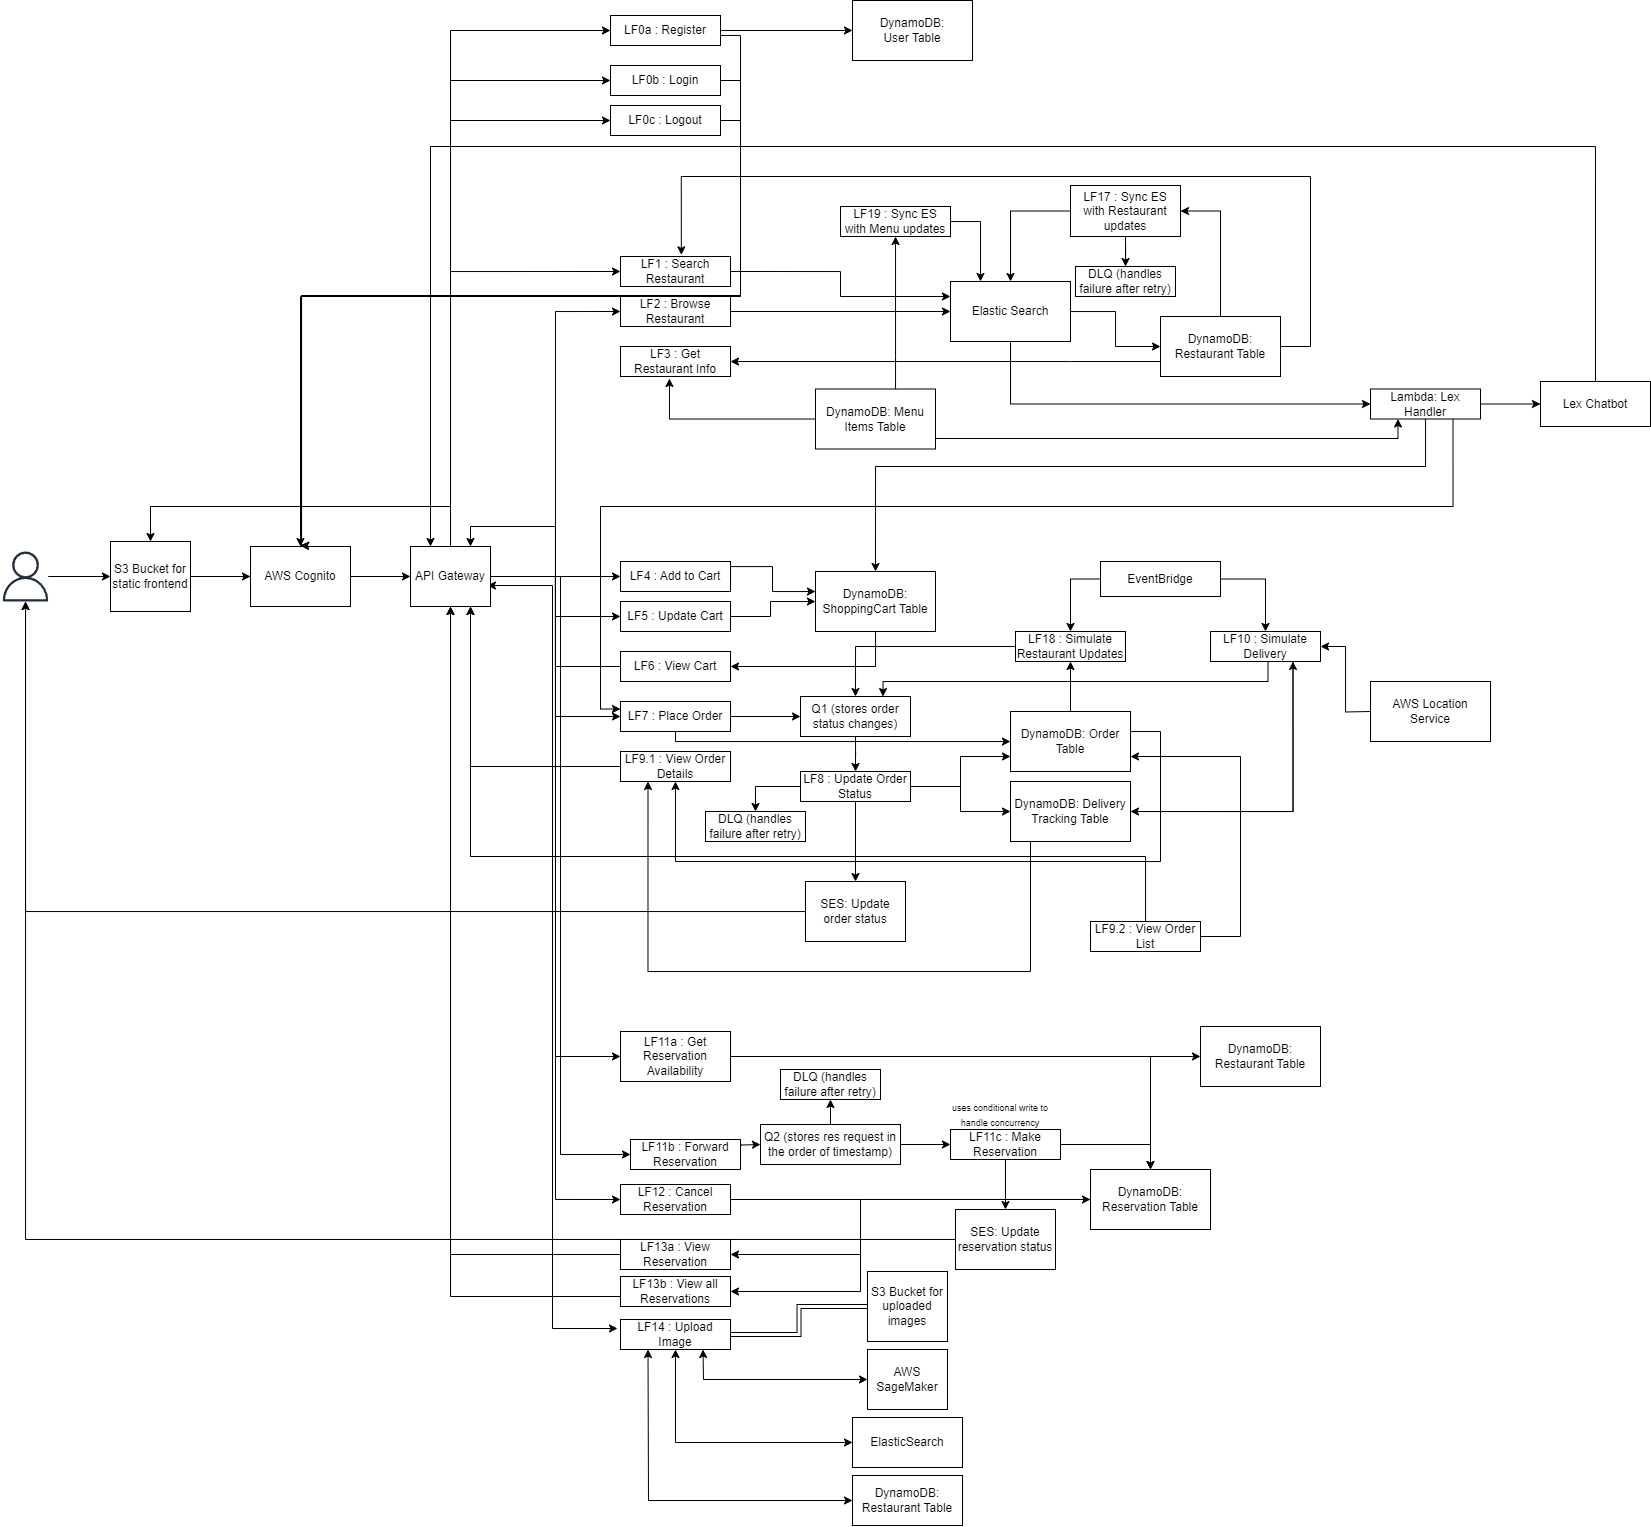 LF0a : Register
DynamoDB:
User Table
LF0b : Login
LF0c : Logout
LF19 : Sync ES
with Menu updates
LF17 : Sync ES
with Restaurant
updates
DLQ (handles
failure after retry)
LF1 : Search
Restaurant
LF2 : Browse
Restaurant
Elastic Search
DynamoDB:
Restaurant Table
LF3 : Get
Restaurant Info
DynamoDB: Menu
Items Table
Lambda: Lex
Handler
Lex Chatbot
S3 Bucket for
static frontend
AWS Cognito
API Gateway
LF4 : Add to Cart
LF5 : Update Cart
DynamoDB:
ShoppingCart Table
EventBridge
LF18 : Simulate
Restaurant Updates
LF10 : Simulate
Delivery
LF6 : View Cart
AWS Location
Service
LF7 : Place Order
Q1 (stores order
status changes)
DynamoDB: Order
Table
LF9.1 : View Order
Details
LF8 : Update Order
Status
DLQ (handles
failure after retry)
DynamoDB: Delivery
Tracking Table
SES: Update
order status
LF9.2 : View Order
List
LF11a : Get
Reservation
Availability
DynamoDB:
Restaurant Table
DLQ (handles
failure after retry)
uses conditional write to
handle concurrency
LF11b : Forward
Reservation
Q2 (stores res request in
the order of timestamp)
LF11c : Make
Reservation
LF12 : Cancel
Reservation
DynamoDB:
Reservation Table
SES: Update
reservation status
LF13a : View
Reservation
LF13b : View all
Reservations
S3 Bucket for
uploaded
images
LF14 : Upload
Image
AWS
SageMaker
ElasticSearch
DynamoDB:
Restaurant Table